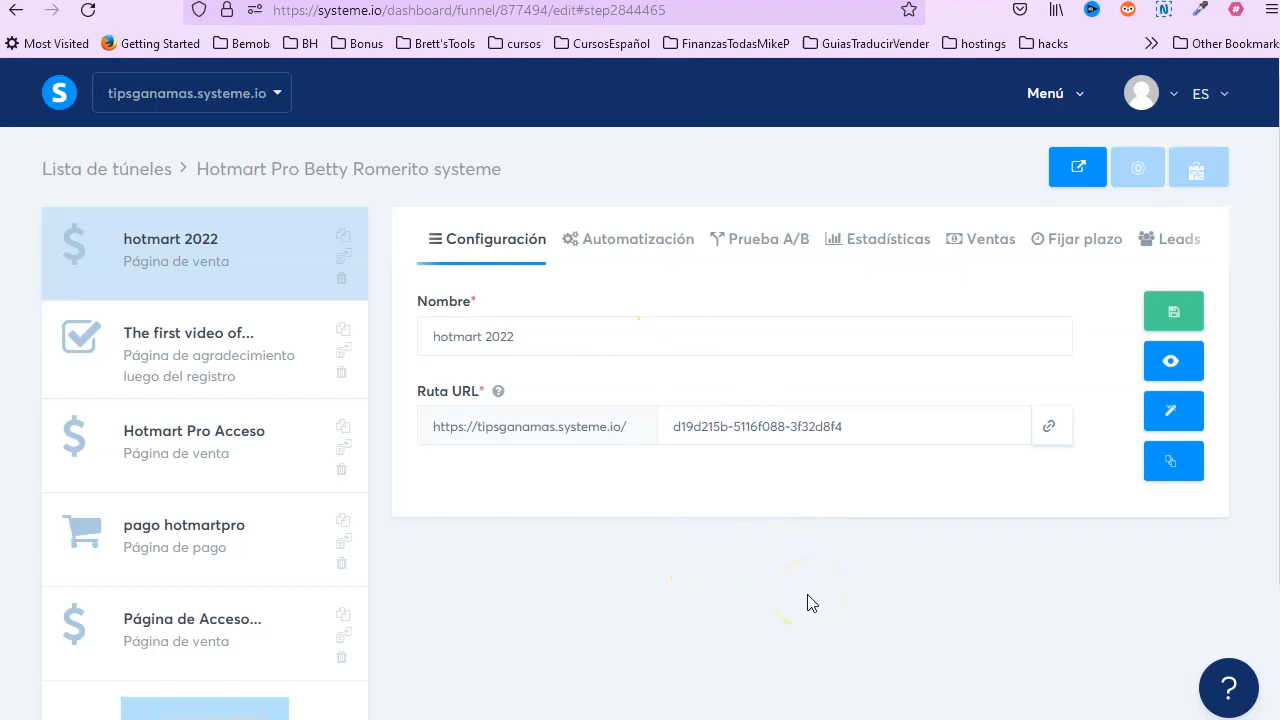 https://systeme.io/dashboard/funnel/877494/edit#step2844465
Most Visited Getting Started Bemob BH Bonus Brett'sTools cursos CursosEspañol FinanzasTodasMikeP GuiasTraducirVender hostings hacks Other Bookmark
S tipsganamas.systeme.io Menú ES
Lista de túneles > Hotmart Pro Betty Romerito systeme
hotmart 2022
Página de venta
The first video of...
Página de agradecimiento
luego del registro
Hotmart Pro Acceso
Página de venta
pago hotmartpro
Página de pago
Página de Acceso...
Página de venta
Configuración Automatización Prueba A/B Estadísticas Ventas Fijar plazo Leads
Nombre*
hotmart 2022
Ruta URL* ?
https://tipsganamas.systeme.io/ d19d215b-5116f088-3f32d8f4
?